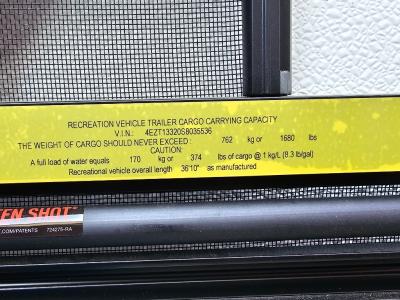 RECREATION VEHICLE TRAILER CARGO CARRYING CAPACITY
V.I.N.: 4EZT13320S8035536
THE WEIGHT OF CARGO SHOULD NEVER EXCEED: 762 kg or 1680 lbs
CAUTION:
A full load of water equals 170 kg or 374 lbs of cargo @ 1 kg/L (8.3 lb/gal)
Recreational vehicle overall length 36'10" as manufactured
EN SHOT
.COM/PATENTS 724275-RA